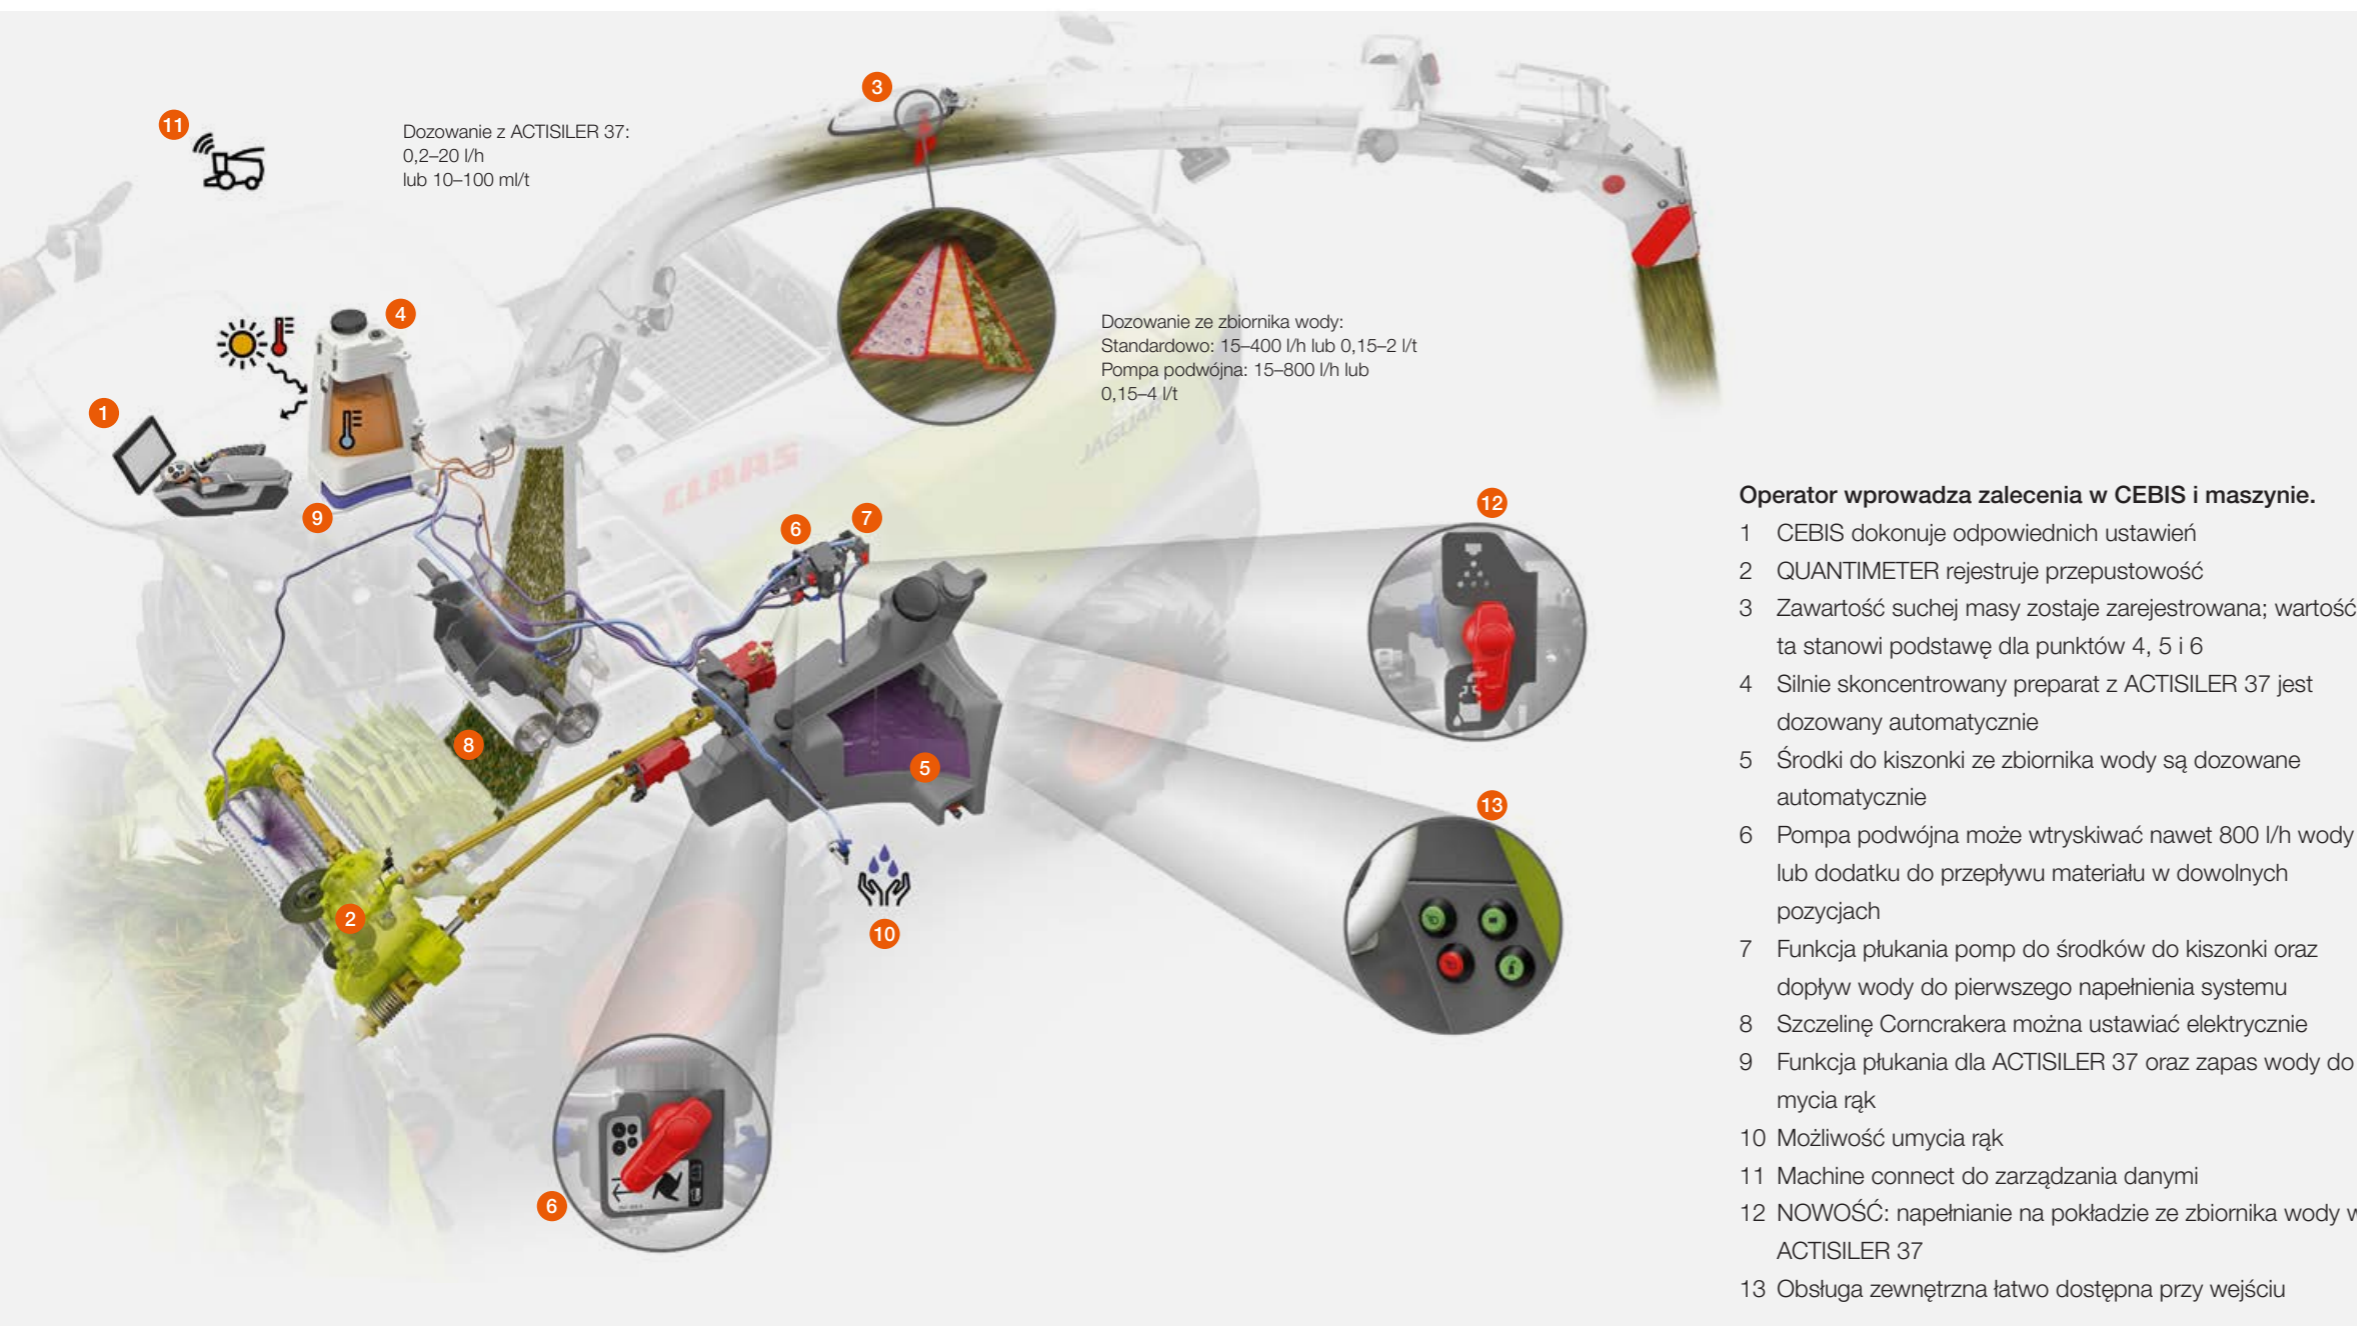 11
Dozowanie z ACTISILER 37:
0,2–20 l/h
lub 10–100 ml/t
3
4
1
9
Dozowanie ze zbiornika wody:
Standardowo: 15–400 l/h lub 0,15–2 l/t
Pompa podwójna: 15–800 l/h lub
0,15–4 l/t
JAGUAR
CLAAS
6
7
12
8
5
13
2
10
6
Operator wprowadza zalecenia w CEBIS i maszynie.
1 CEBIS dokonuje odpowiednich ustawień
2 QUANTIMETER rejestruje przepustowość
3 Zawartość suchej masy zostaje zarejestrowana; wartość
ta stanowi podstawę dla punktów 4, 5 i 6
4 Silnie skoncentrowany preparat z ACTISILER 37 jest
dozowany automatycznie
5 Środki do kiszonki ze zbiornika wody są dozowane
automatycznie
6 Pompa podwójna może wtryskiwać nawet 800 l/h wody
lub dodatku do przepływu materiału w dowolnych
pozycjach
7 Funkcja płukania pomp do środków do kiszonki oraz
dopływ wody do pierwszego napełnienia systemu
8 Szczelinę Corncrakera można ustawiać elektrycznie
9 Funkcja płukania dla ACTISILER 37 oraz zapas wody do
mycia rąk
10 Możliwość umycia rąk
11 Machine connect do zarządzania danymi
12 NOWOŚĆ: napełnianie na pokładzie ze zbiornika wody w
ACTISILER 37
13 Obsługa zewnętrzna łatwo dostępna przy wejściu